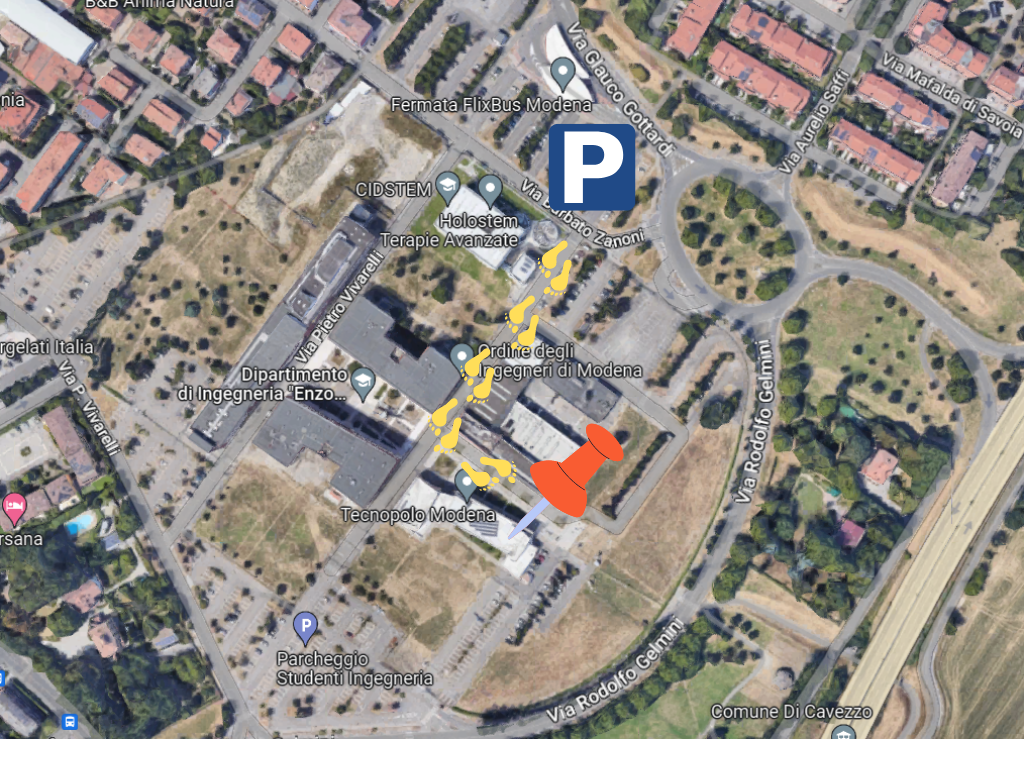 B&B Anima Natura
nia
Fermata FlixBus Modena
Via Glauco Gottardi
Via Aurelio Saffi
Via Mafalda di Savoia
P
CIDSTEM
Holostem
Terapie Avanzate
Via Barbato Zanoni
Via Pietro Vivarelli
rgelati Italia
Via P. Vivarelli
Dipartimento
di Ingegneria "Enzo...
Ordine degli
Ingegneri di Modena
Via Rodolfo Gelmini
Tecnopolo Modena
rsana
P
Parcheggio
Studenti Ingegneria
Via Rodolfo Gelmini
Comune Di Cavezzo